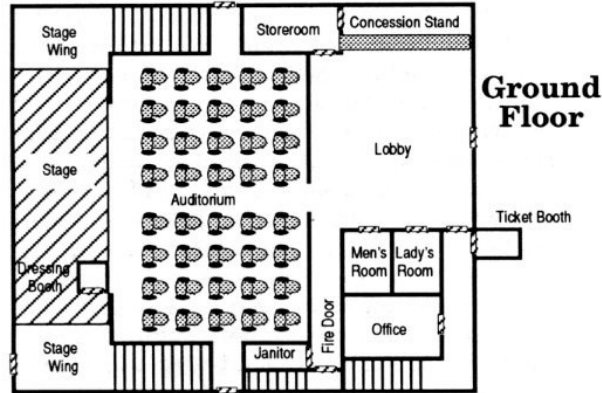 Stage
Wing
Storeroom
Concession Stand
Ground
Floor
Stage
Lobby
Auditorium
Ticket Booth
Men's
Room
Lady's
Room
Dressing
Booth
Office
Fire Door
Stage
Wing
Janitor